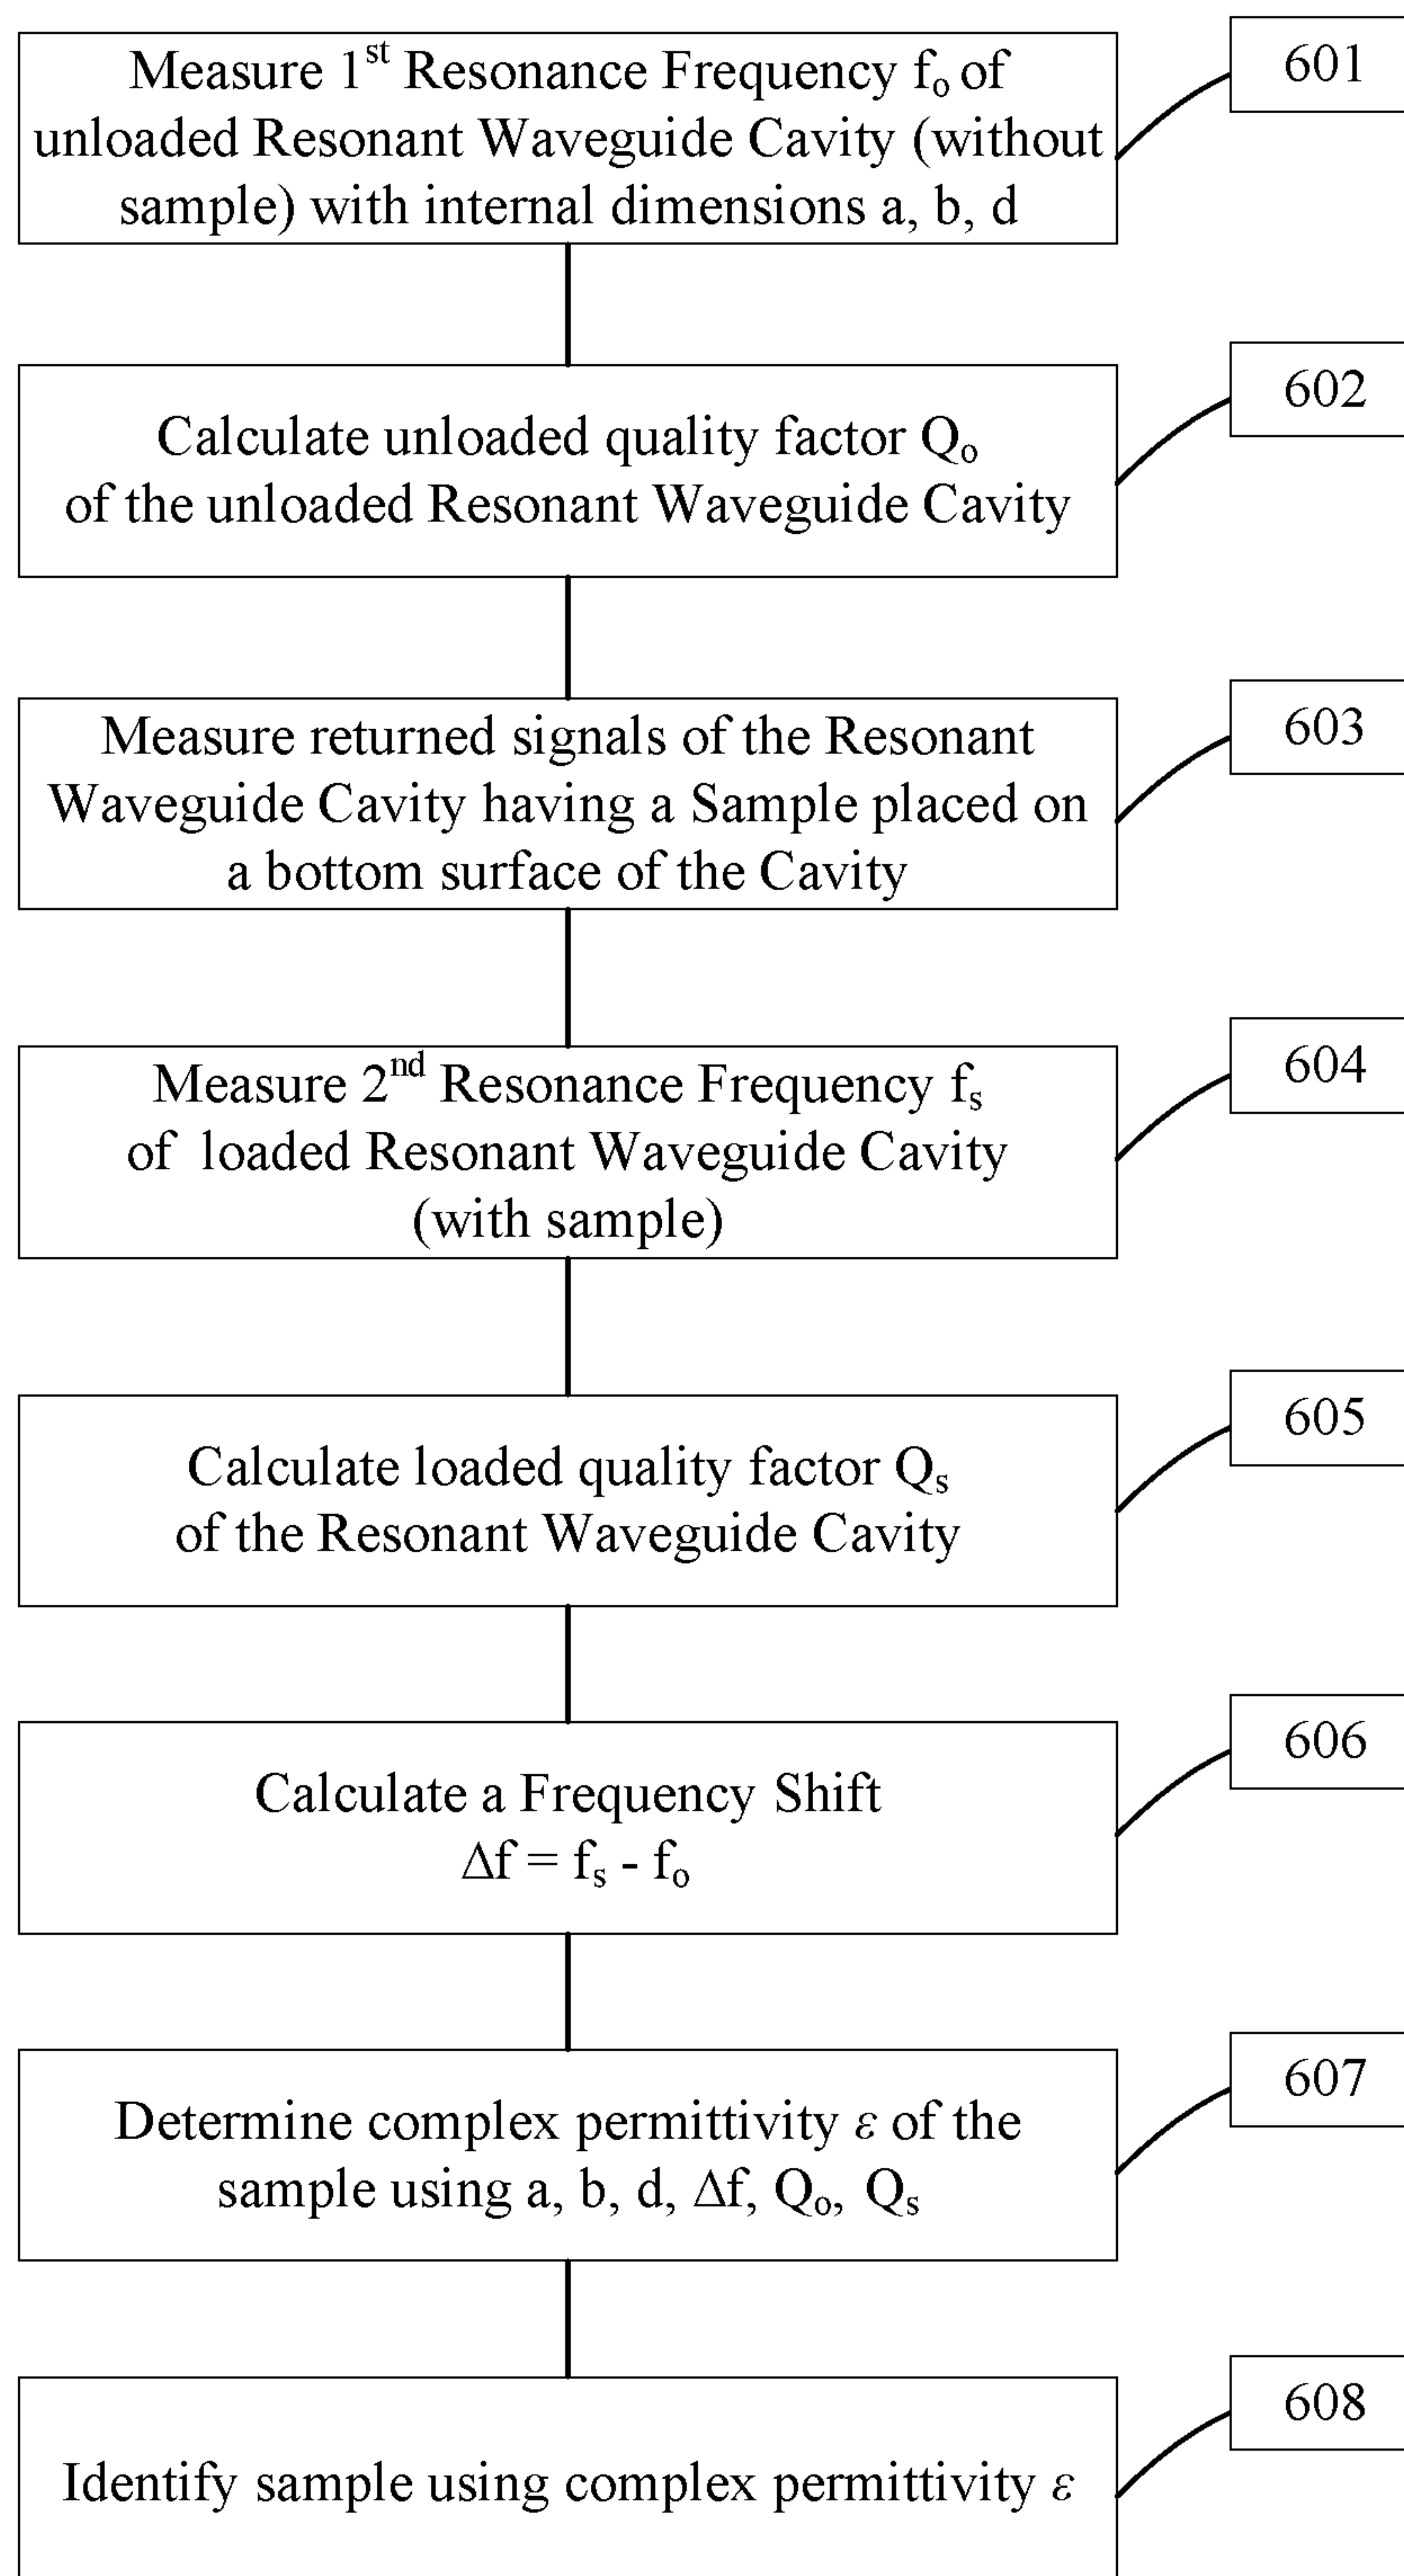 Measure 1st Resonance Frequency fo of
unloaded Resonant Waveguide Cavity (without
sample) with internal dimensions a, b, d
601
Calculate unloaded quality factor Qo
of the unloaded Resonant Waveguide Cavity
602
Measure returned signals of the Resonant
Waveguide Cavity having a Sample placed on
a bottom surface of the Cavity
603
Measure 2nd Resonance Frequency fs
of loaded Resonant Waveguide Cavity
(with sample)
604
Calculate loaded quality factor Qs
of the Resonant Waveguide Cavity
605
Calculate a Frequency Shift
Δf = fs - fo
606
Determine complex permittivity ε of the
sample using a, b, d, Δf, Qo, Qs
607
Identify sample using complex permittivity ε
608